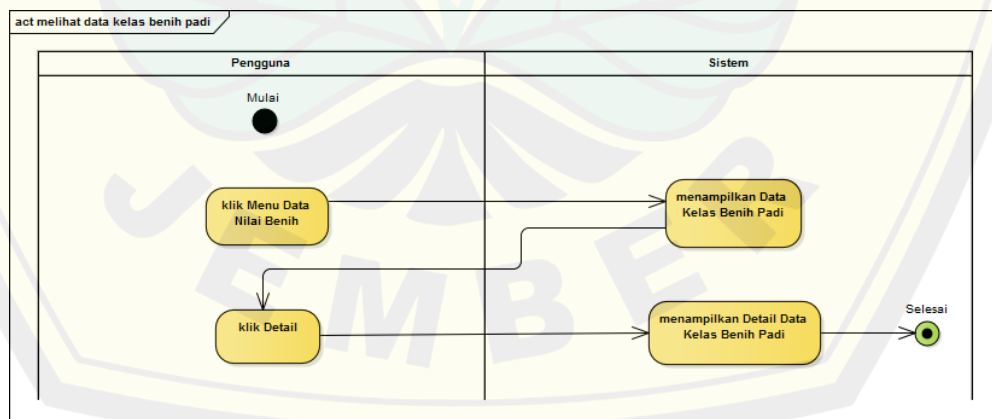 act melihat data kelas benih padi
Pengguna
Sistem
Mulai
klik Menu Data
Nilai Benih
menampilkan Data
Kelas Benih Padi
klik Detail
menampilkan Detail Data
Kelas Benih Padi
Selesai
JEMBER